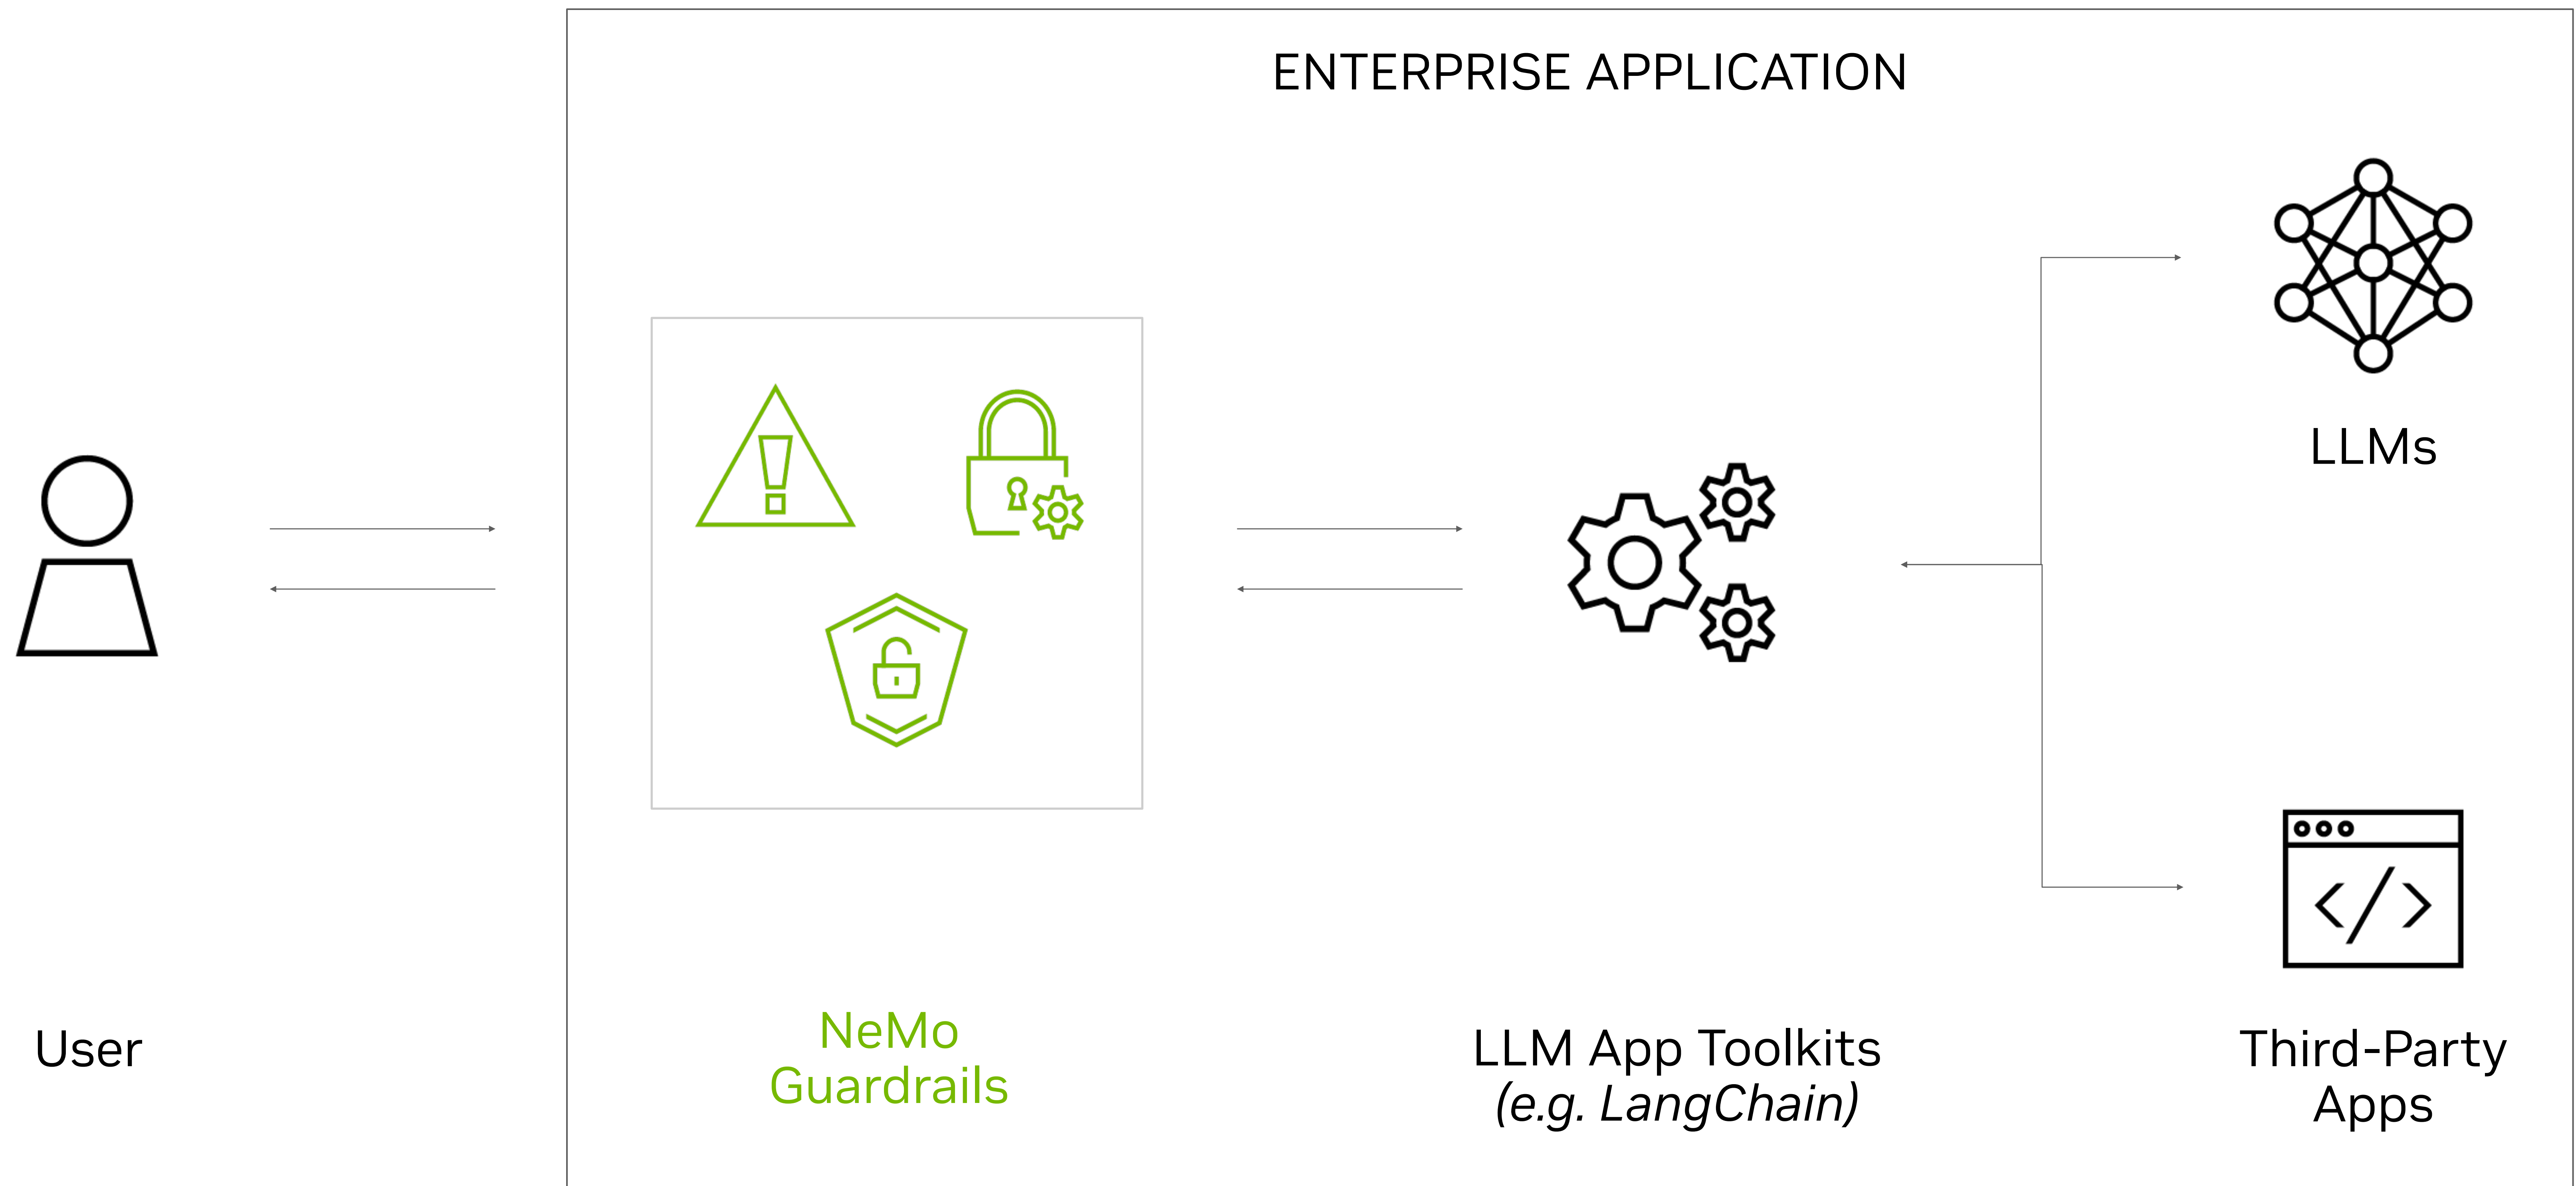 ENTERPRISE APPLICATION
LLMs
User
NeMo
Guardrails
LLM App Toolkits
(e.g. LangChain)
Third-Party
Apps